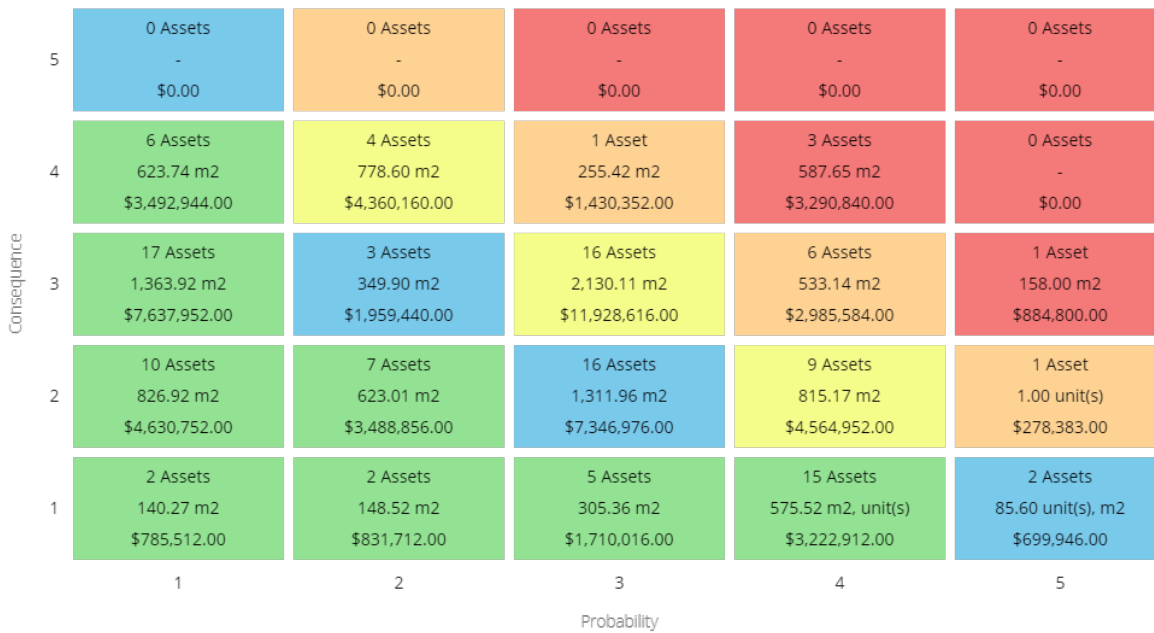 0 Assets
-
$0.00
0 Assets
-
$0.00
0 Assets
-
$0.00
0 Assets
-
$0.00
0 Assets
-
$0.00
5
6 Assets
623.74 m2
$3,492,944.00
4 Assets
778.60 m2
$4,360,160.00
1 Asset
255.42 m2
$1,430,352.00
3 Assets
587.65 m2
$3,290,840.00
0 Assets
-
$0.00
4
17 Assets
1,363.92 m2
$7,637,952.00
3 Assets
349.90 m2
$1,959,440.00
16 Assets
2,130.11 m2
$11,928,616.00
6 Assets
533.14 m2
$2,985,584.00
1 Asset
158.00 m2
$884,800.00
3
Consequence
10 Assets
826.92 m2
$4,630,752.00
7 Assets
623.01 m2
$3,488,856.00
16 Assets
1,311.96 m2
$7,346,976.00
9 Assets
815.17 m2
$4,564,952.00
1 Asset
1.00 unit(s)
$278,383.00
2
2 Assets
140.27 m2
$785,512.00
2 Assets
148.52 m2
$831,712.00
5 Assets
305.36 m2
$1,710,016.00
15 Assets
575.52 m2, unit(s)
$3,222,912.00
2 Assets
85.60 unit(s), m2
$699,946.00
1
1
2
3
4
5
Probability